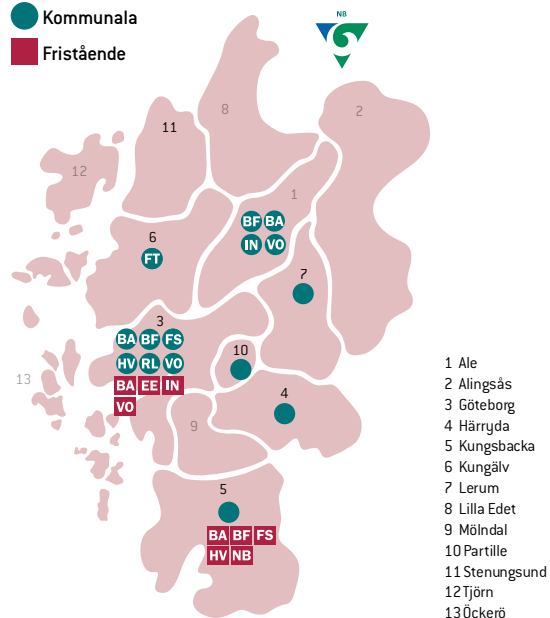 Kommunala
Fristående
NB
8
2
11
12
1
BF BA
IN VO
6
FT
7
3
BA BF FS
HV RL VO
BA EE IN
VO
10
13
4
9
5
BA BF FS
HV NB
1 Ale
2 Alingsås
3 Göteborg
4 Härryda
5 Kungsbacka
6 Kungälv
7 Lerum
8 Lilla Edet
9 Mölndal
10 Partille
11 Stenungsund
12 Tjörn
13 Öckerö